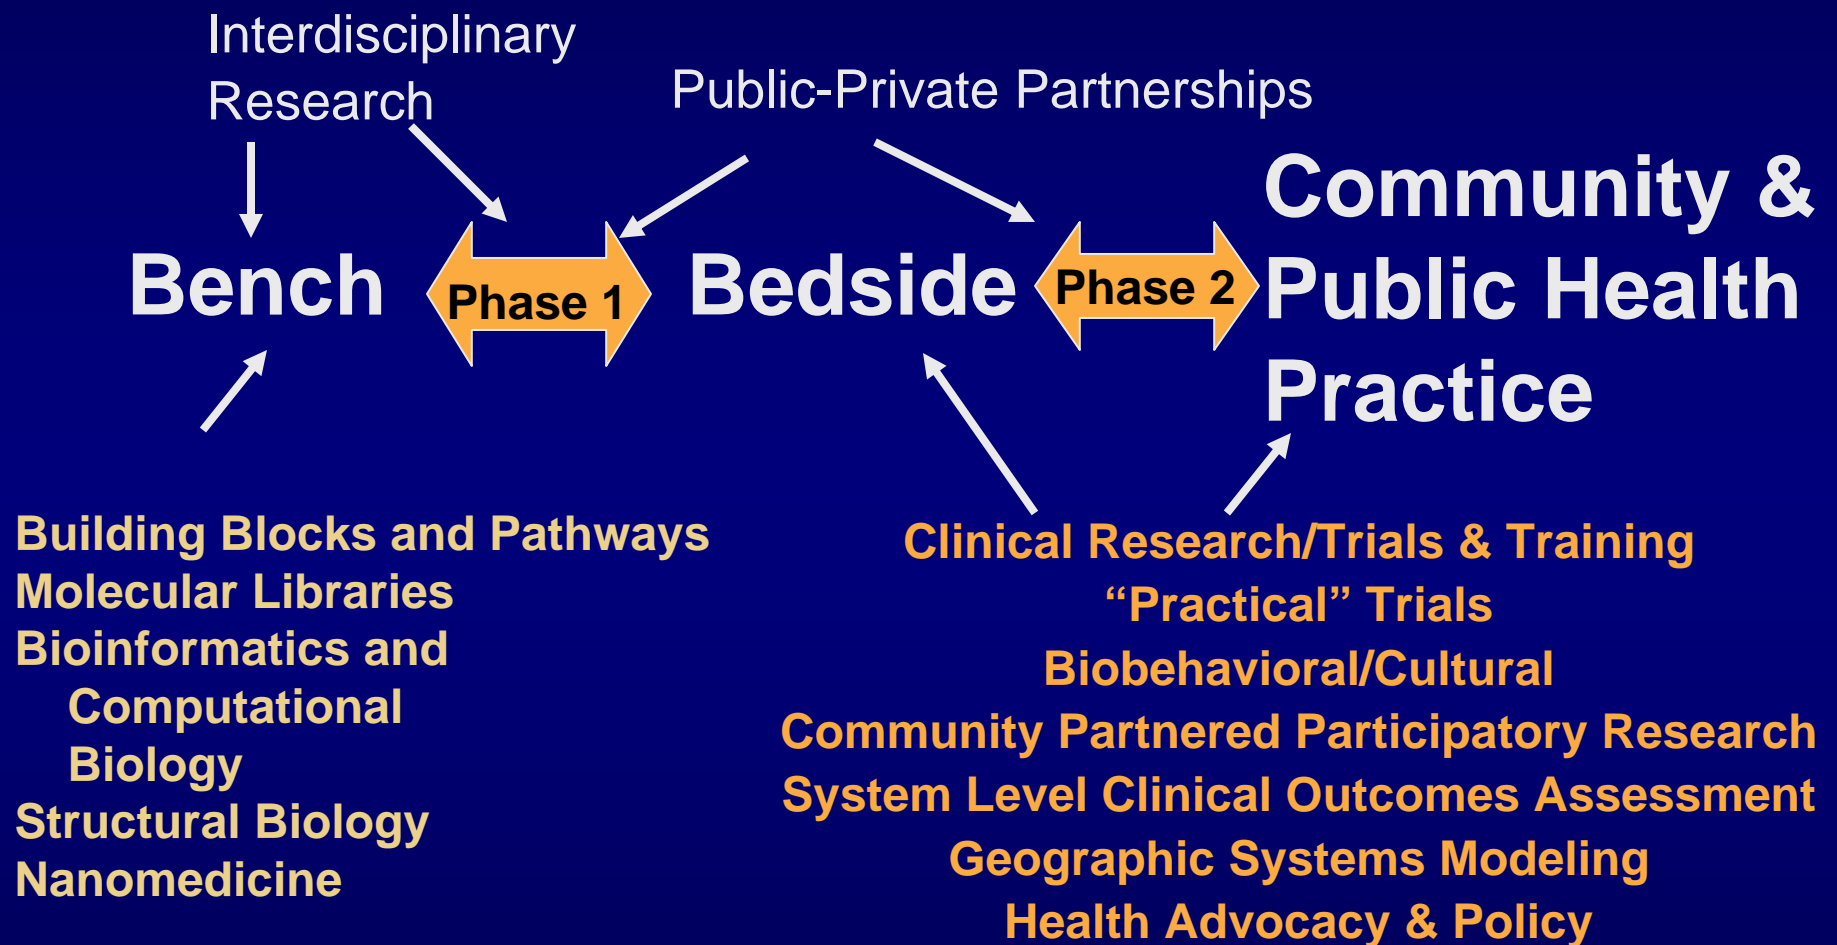 Interdisciplinary
Research
Public-Private Partnerships
Bench
Phase 1
Bedside
Phase 2
Community &
Public Health
Practice
Building Blocks and Pathways
Molecular Libraries
Bioinformatics and
Computational
Biology
Structural Biology
Nanomedicine
Clinical Research/Trials & Training
“Practical” Trials
Biobehavioral/Cultural
Community Partnered Participatory Research
System Level Clinical Outcomes Assessment
Geographic Systems Modeling
Health Advocacy & Policy